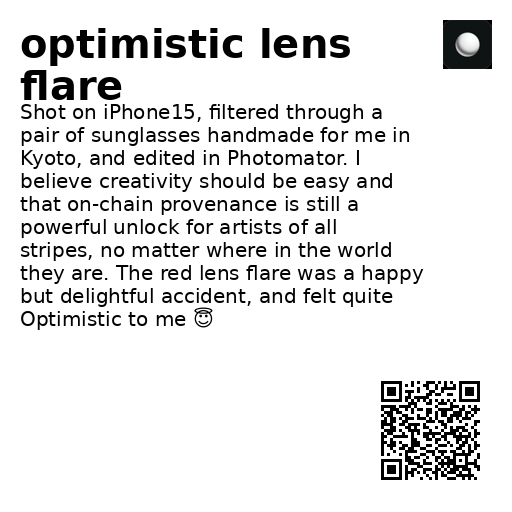 optimistic lens
flare
Shot on iPhone15, filtered through a
pair of sunglasses handmade for me in
Kyoto, and edited in Photomator. I
believe creativity should be easy and
that on-chain provenance is still a
powerful unlock for artists of all
stripes, no matter where in the world
they are. The red lens flare was a happy
but delightful accident, and felt quite
Optimistic to me 😇